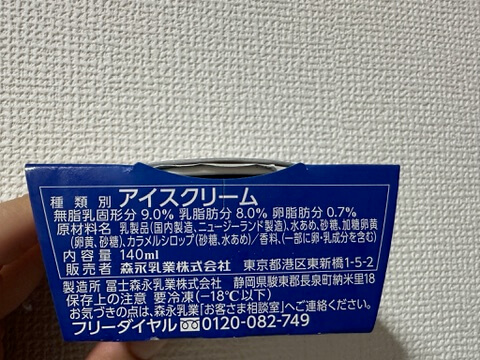 種類別 アイスクリーム
無脂乳固形分 9.0% 乳脂肪分 8.0% 卵脂肪分 0.7%
原材料名 乳製品(国内製造、ニュージーランド製造)、水あめ、砂糖、加糖卵黄
(卵黄、砂糖)、カラメルシロップ(砂糖、水あめ)/香料、(一部に卵・乳成分を含む)
内容量 140ml
販売者 森永乳業株式会社 東京都港区東新橋1-5-2
製造所 冨士森永乳業株式会社 静岡県駿東郡長泉町納米里18
保存上の注意 要冷凍(−18℃以下)
お気づきの点は、森永乳業「お客さま相談室」へご連絡ください。
フリーダイヤル 0120-082-749